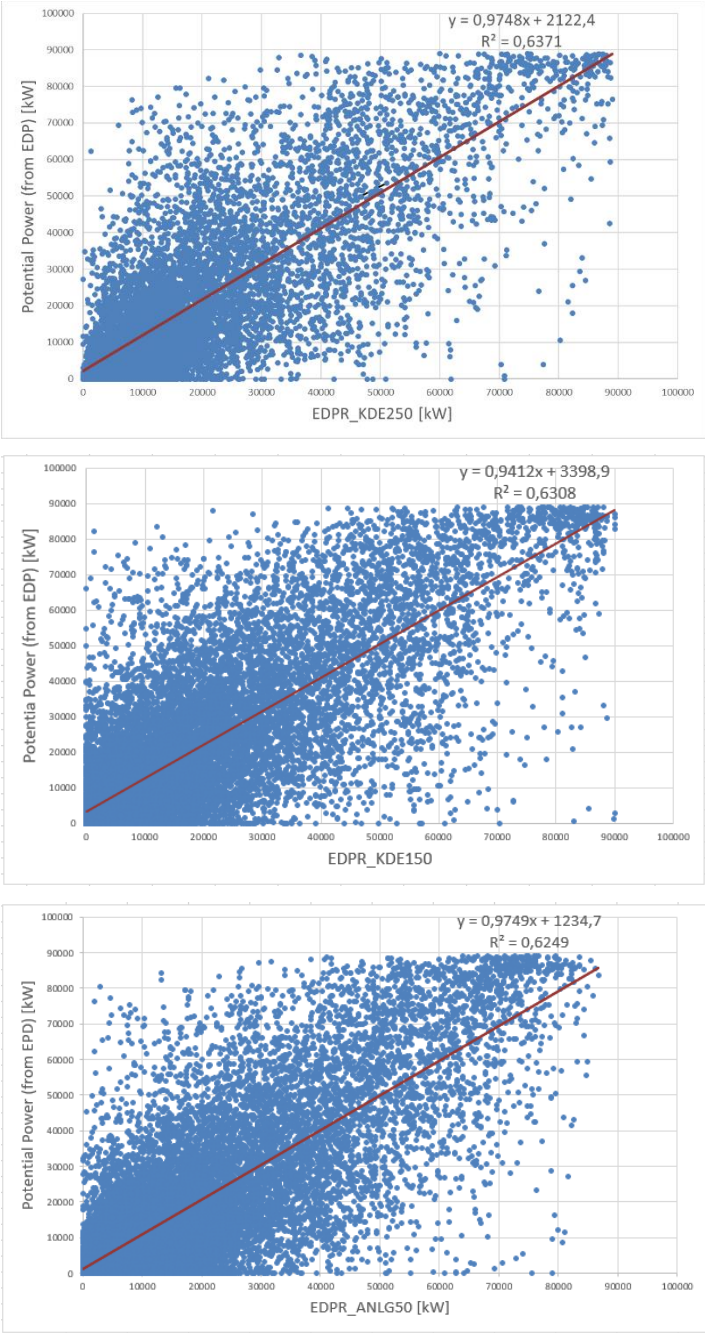 y = 0,9748x + 2122,4
R² = 0,6371
Potential Power (from EDP) [kW]
100000
90000
80000
70000
60000
50000
40000
30000
20000
10000
0
0 10000 20000 30000 40000 50000 60000 70000 80000 90000 100000
EDPR_KDE250 [kW]
y = 0,9412x + 3398,9
R² = 0,6308
Potentia Power (from EDP) [kW]
100000
90000
80000
70000
60000
50000
40000
30000
20000
10000
0
0 10000 20000 30000 40000 50000 60000 70000 80000 90000 100000
EDPR_KDE150
y = 0,9749x + 1234,7
R² = 0,6249
Potential Power (from EPD) [kW]
100000
90000
80000
70000
60000
50000
40000
30000
20000
10000
0
0 10000 20000 30000 40000 50000 60000 70000 80000 90000 100000
EDPR_ANLG50 [kW]